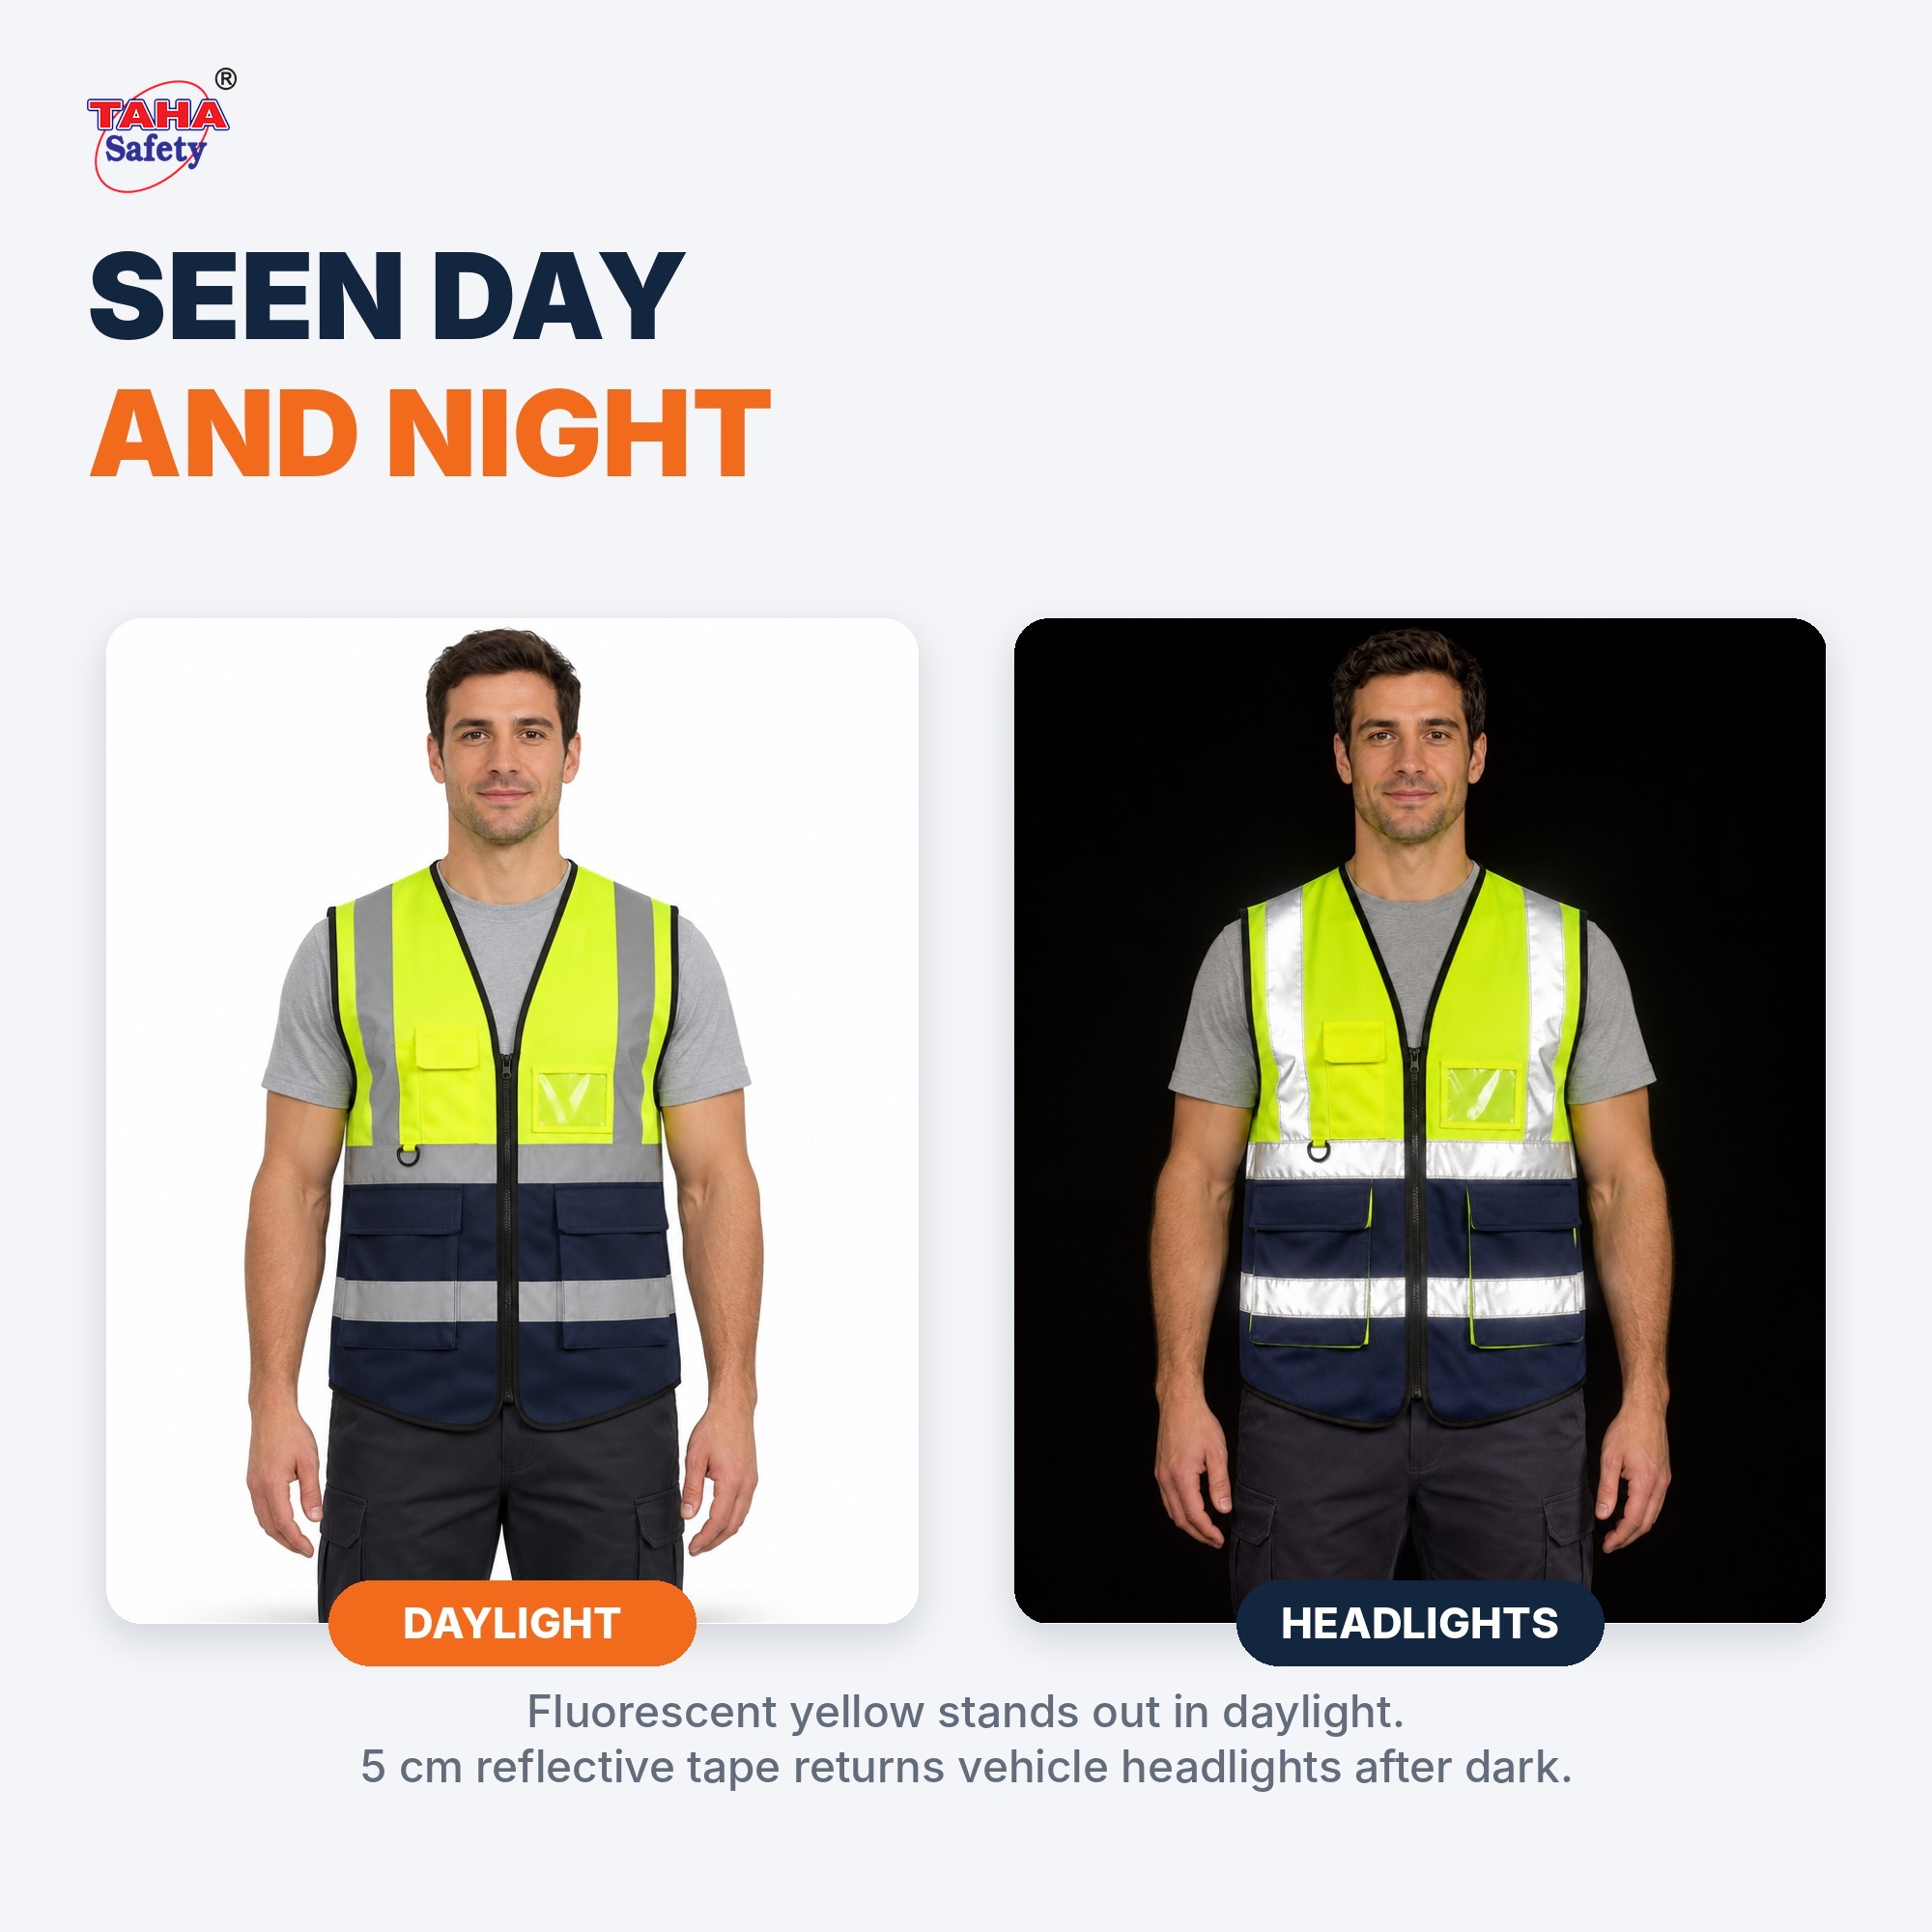 TAHA
Safety
®
SEEN DAY
AND NIGHT
DAYLIGHT
HEADLIGHTS
Fluorescent yellow stands out in daylight.
5 cm reflective tape returns vehicle headlights after dark.